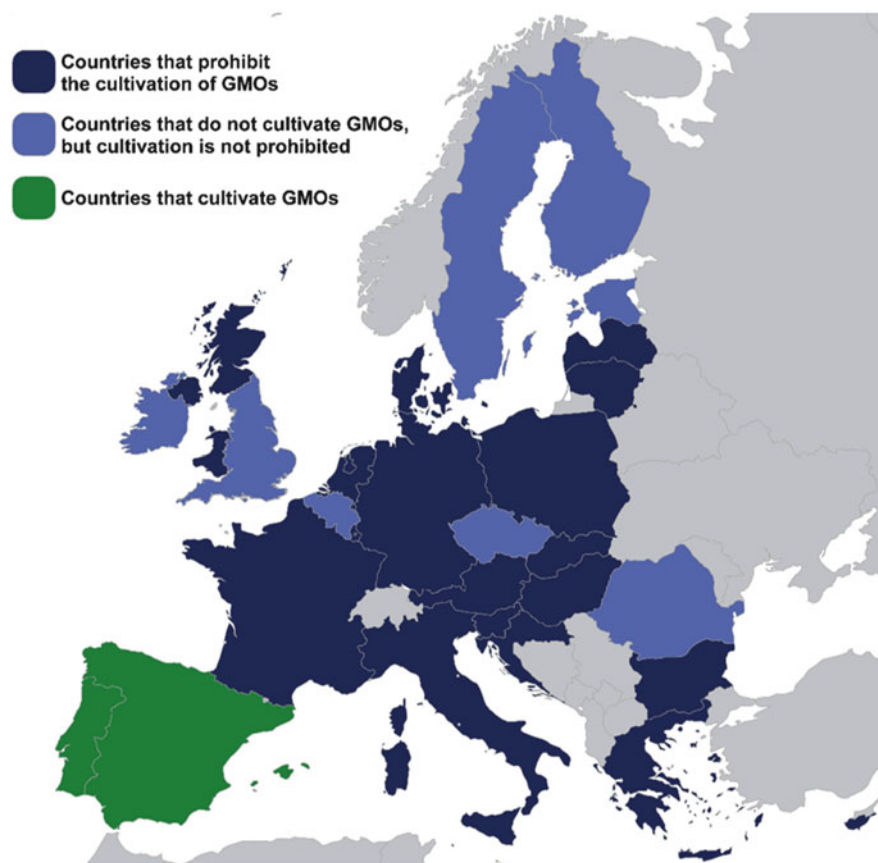 Countries that prohibit
the cultivation of GMOs
Countries that do not cultivate GMOs,
but cultivation is not prohibited
Countries that cultivate GMOs